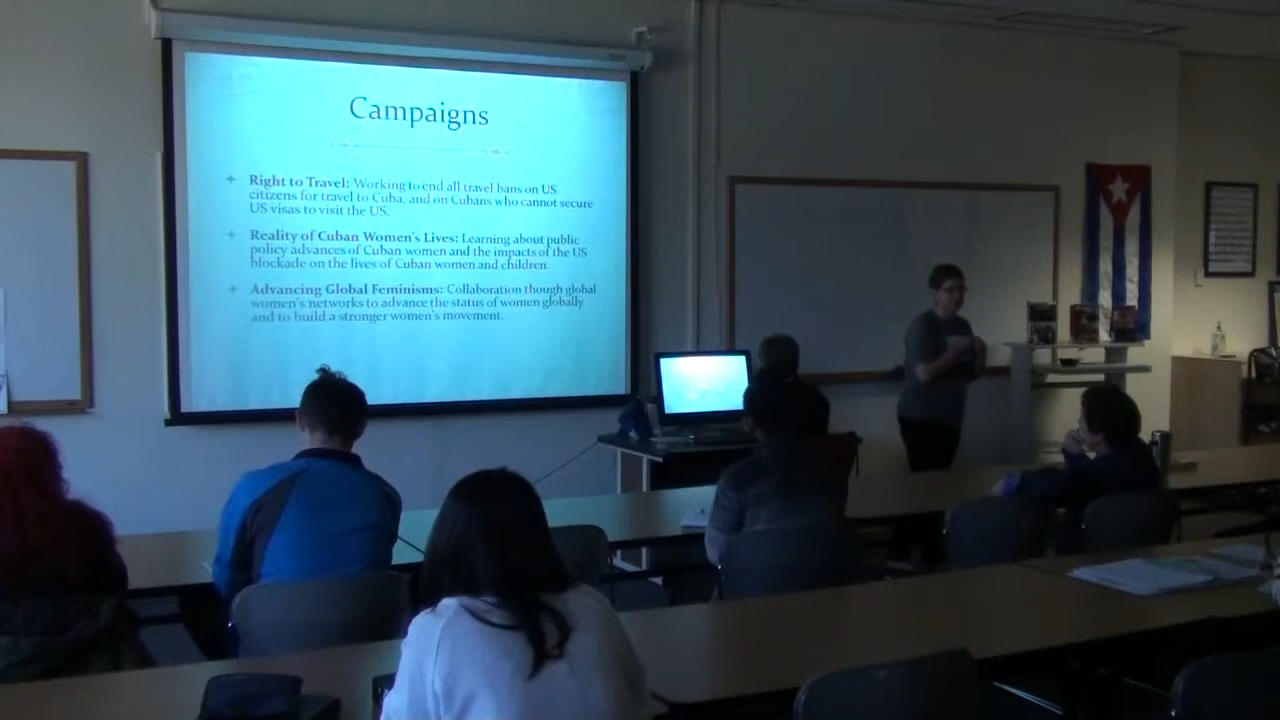 Campaigns
Right to Travel: Working to end all travel bans on US
citizens for travel to Cuba, and on Cubans who cannot secure
US visas to visit the US.
Reality of Cuban Women's Lives: Learning about public
policy advances of Cuban women and the impacts of the US
blockade on the lives of Cuban women and children.
Advancing Global Feminisms: Collaboration though global
women's networks to advance the status of women globally
and to build a stronger women's movement.